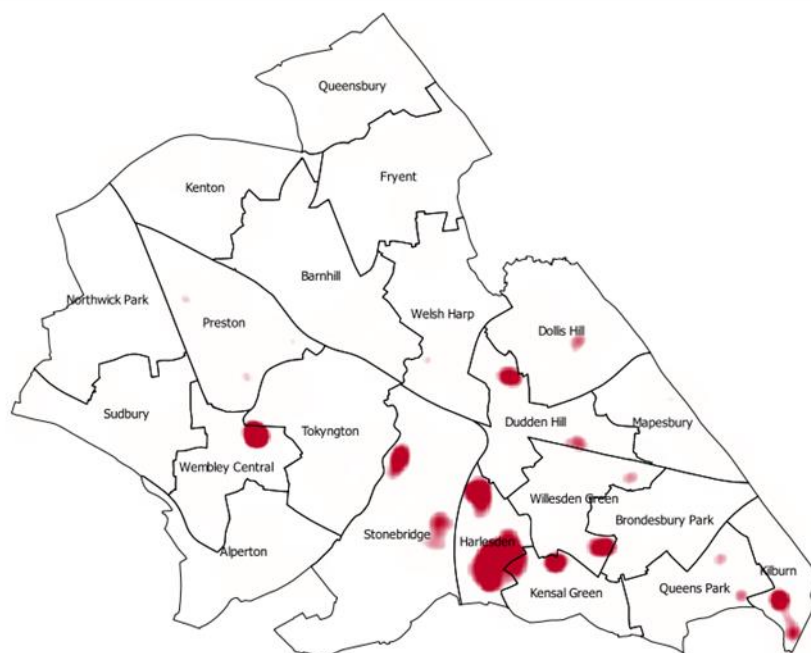 Queensbury
Fryent
Kenton
Barnhill
Northwick Park
Welsh Harp
Preston
Dollis Hill
Sudbury
Tokyngton
Dudden Hill
Mapesbury
Wembley Central
Willesden Green
Brondesbury Park
Stonebridge
Harlesden
Alperton
Kilburn
Kensal Green
Queens Park